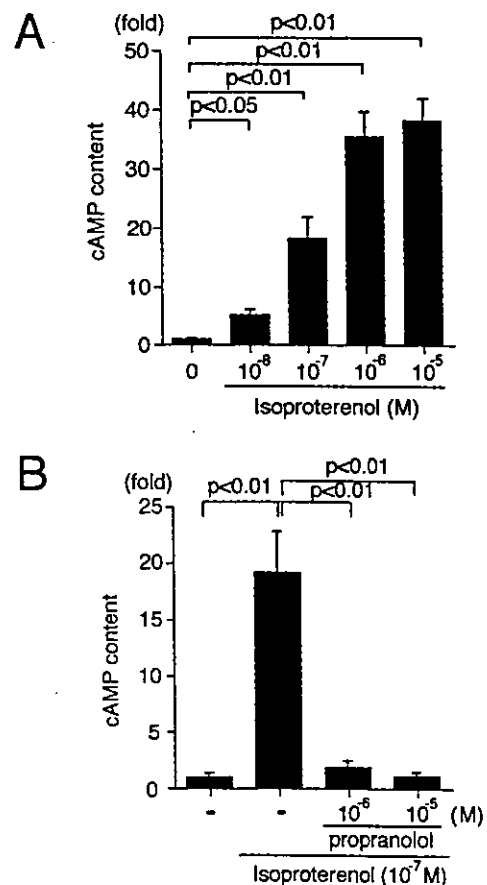 A
(fold)
p<0.01
p<0.01
p<0.01
p<0.05
50
40
30
20
10
0
cAMP content
0 10⁻⁸ 10⁻⁷ 10⁻⁶ 10⁻⁵
Isoproterenol (M)
B
(fold)
p<0.01
p<0.01 p<0.01
25
20
15
10
5
0
cAMP content
- - 10⁻⁶ 10⁻⁵ (M)
propranolol
Isoproterenol (10⁻⁷M)